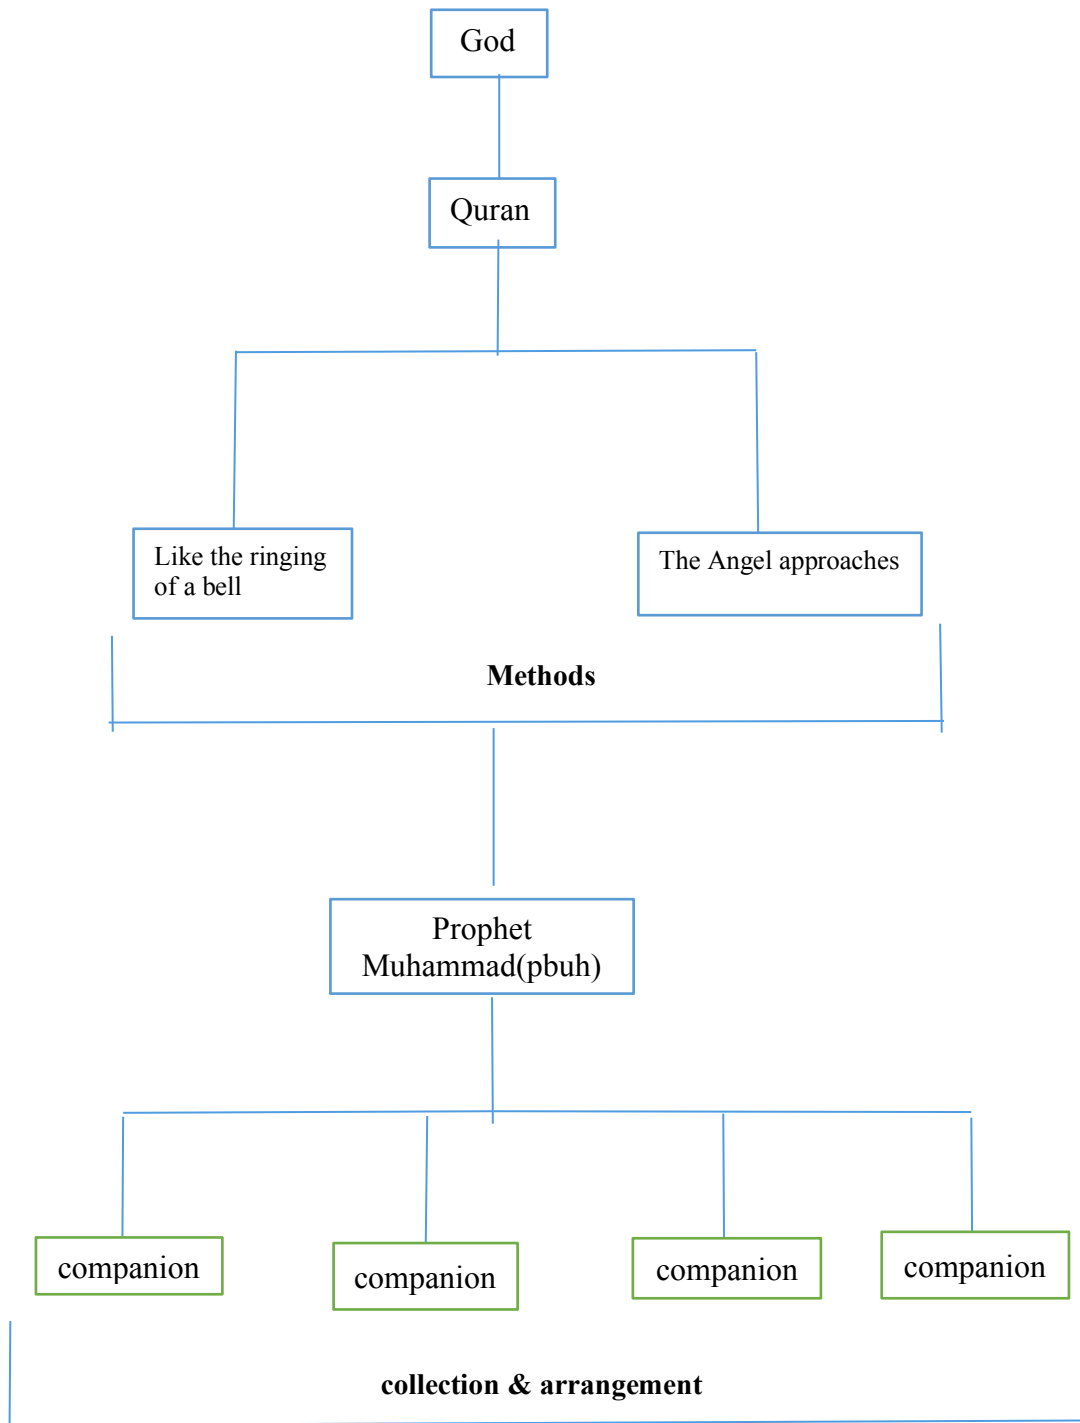 God
Quran
Like the ringing
of a bell
The Angel approaches
Methods
Prophet
Muhammad(pbuh)
companion
companion
companion
companion
collection & arrangement